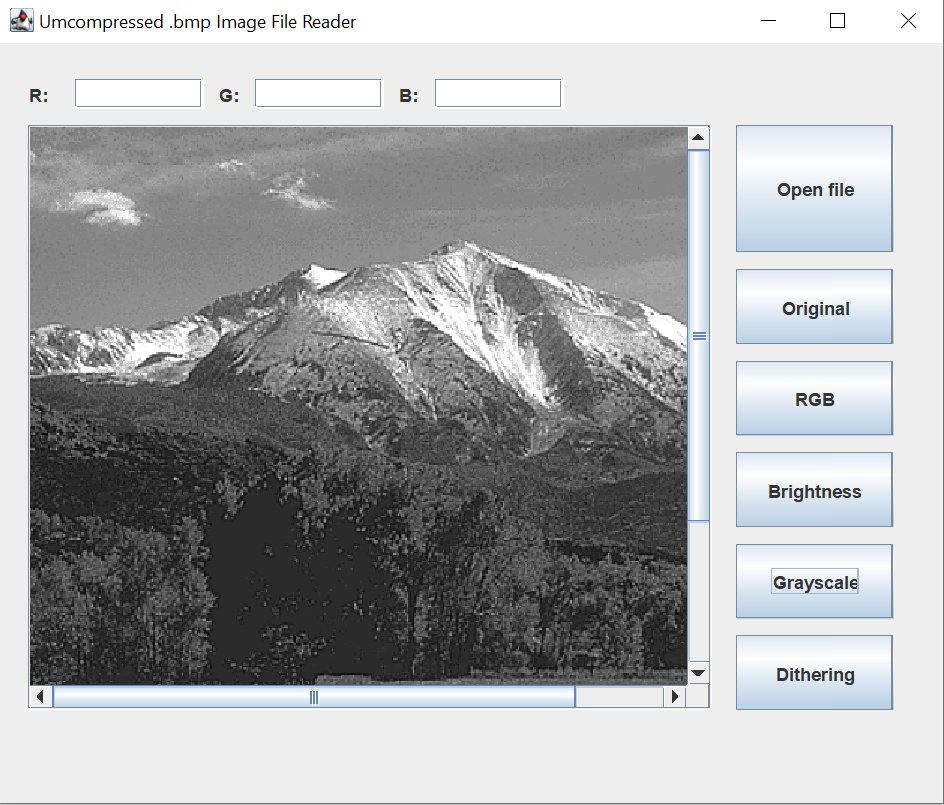 Umcompressed .bmp Image File Reader
R: G: B:
Open file
Original
RGB
Brightness
Grayscale
Dithering